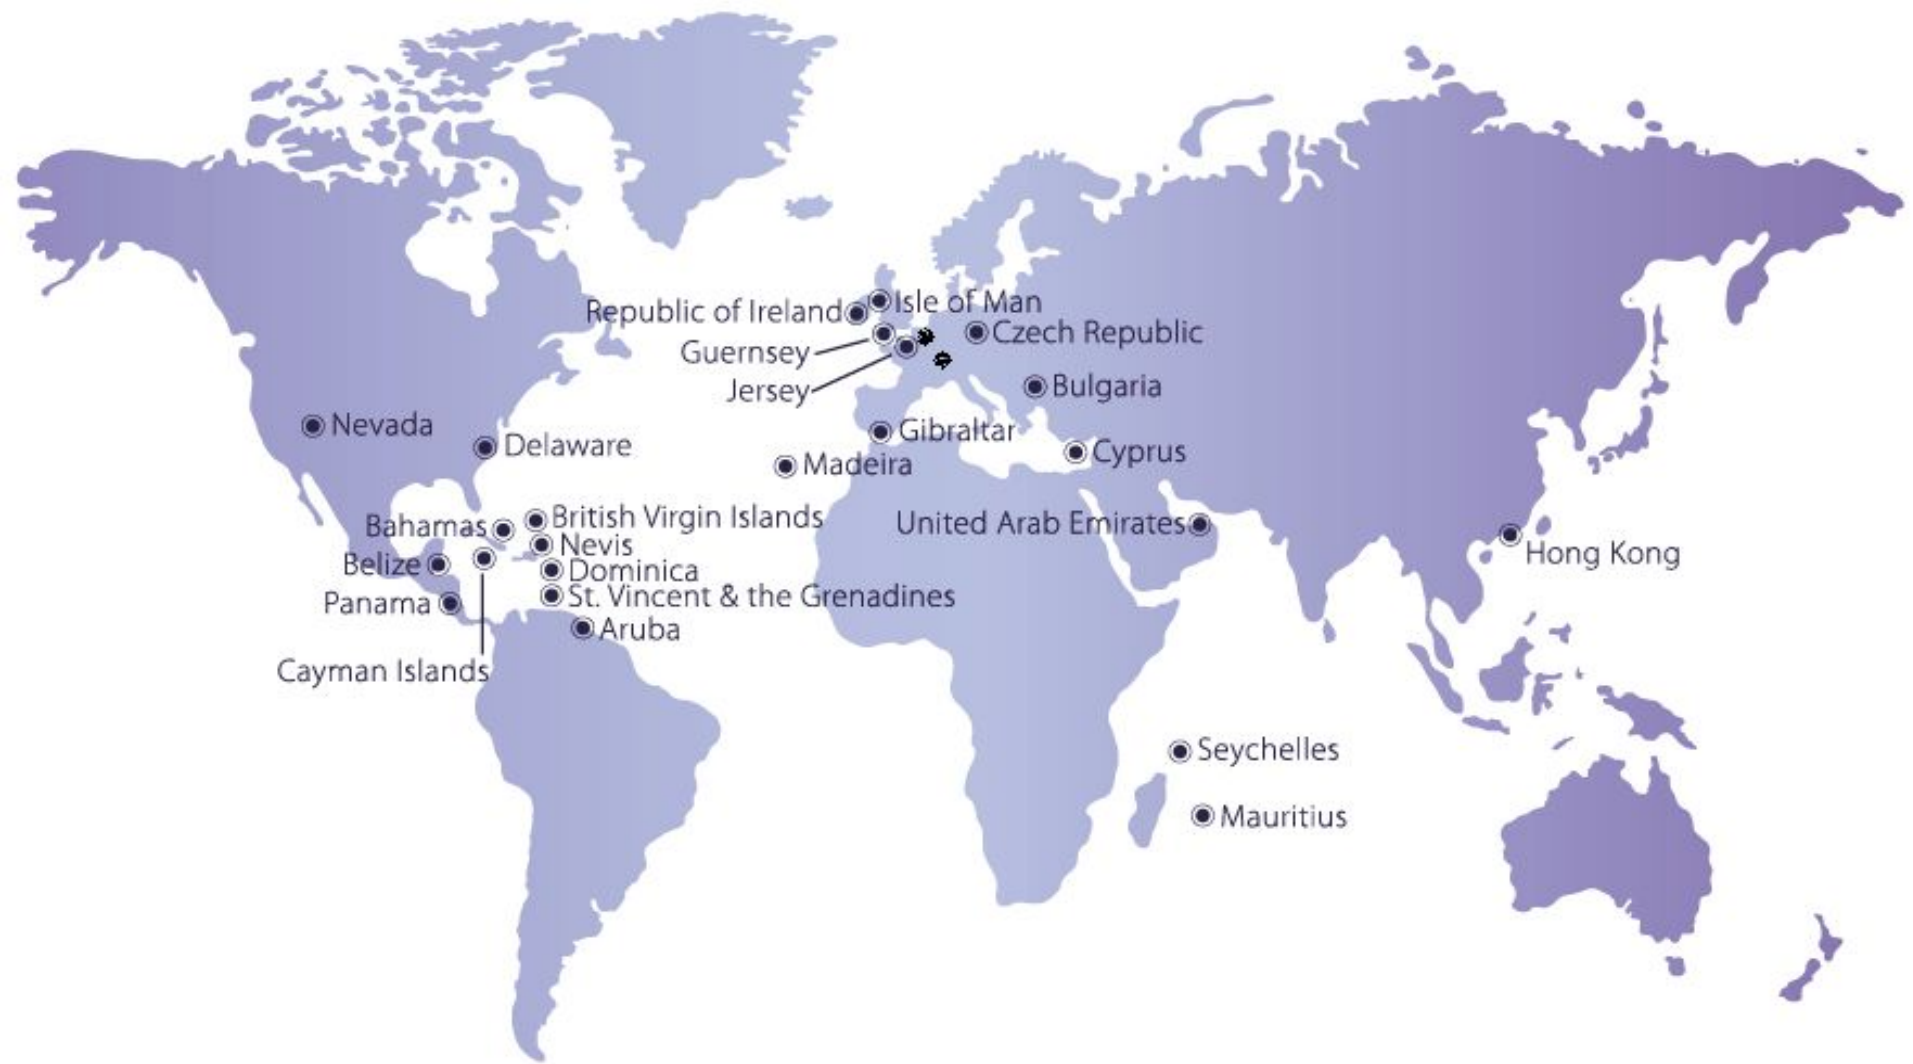 Republic of Ireland
Isle of Man
Czech Republic
Guernsey
Jersey
Bulgaria
Nevada
Delaware
Gibraltar
Cyprus
Madeira
Bahamas
British Virgin Islands
United Arab Emirates
Nevis
Hong Kong
Belize
Dominica
Panama
St. Vincent & the Grenadines
Aruba
Cayman Islands
Seychelles
Mauritius